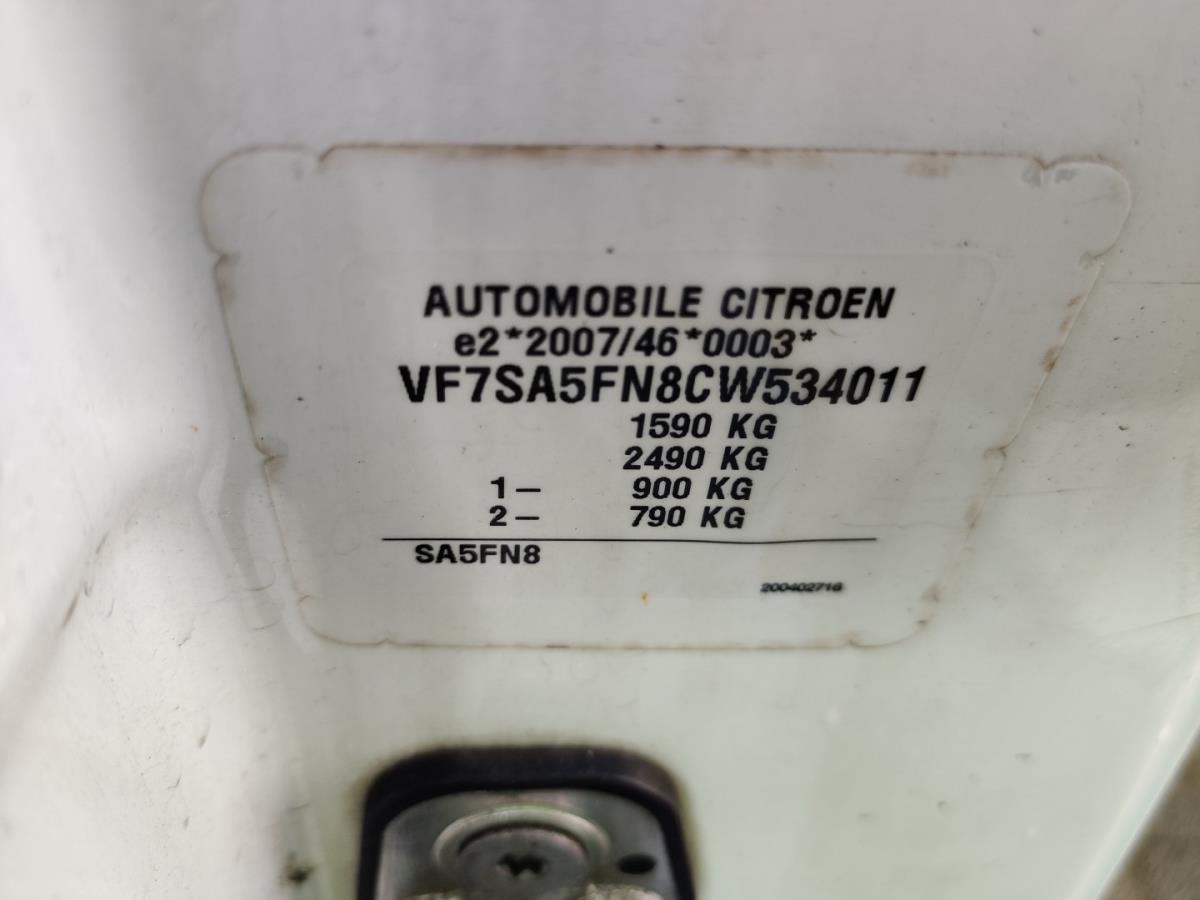 AUTOMOBILE CITROEN
e2*2007/46*0003*
VF7SA5FN8CW534011
1590 KG
2490 KG
1- 900 KG
2- 790 KG
SA5FN8
200402716